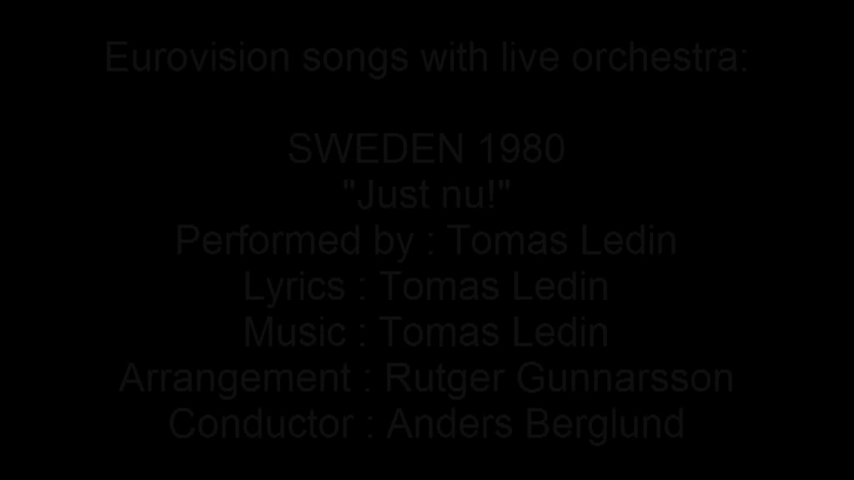 Eurovision songs with live orchestra:
SWEDEN 1980
"Just nu!"
Performed by : Tomas Ledin
Lyrics : Tomas Ledin
Music : Tomas Ledin
Arrangement : Rutger Gunnarsson
Conductor : Anders Berglund